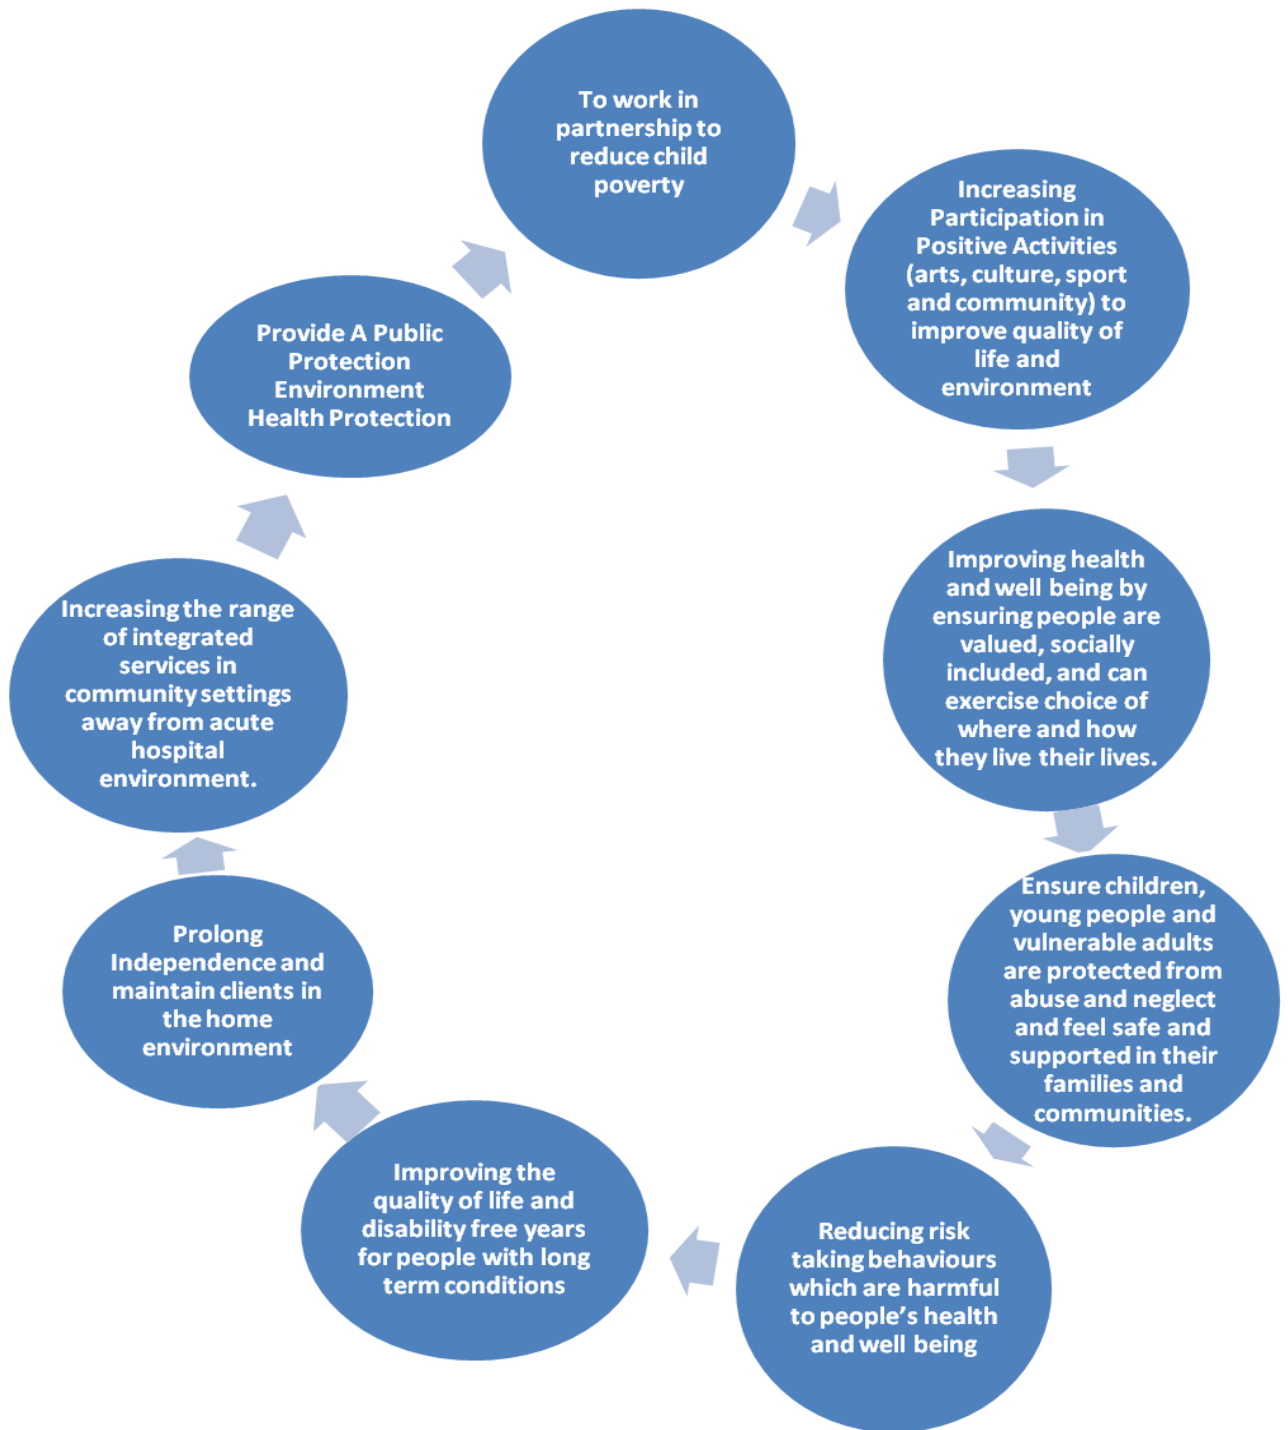 To work in
partnership to
reduce child
poverty
Increasing
Participation in
Positive Activities
(arts, culture, sport
and community) to
improve quality of
life and
environment
Improving health
and well being by
ensuring people are
valued, socially
included, and can
exercise choice of
where and how
they live their lives.
Ensure children,
young people and
vulnerable adults
are protected from
abuse and neglect
and feel safe and
supported in their
families and
communities.
Reducing risk
taking behaviours
which are harmful
to people’s health
and well being
Improving the
quality of life and
disability free years
for people with long
term conditions
Prolong
Independence and
maintain clients in
the home
environment
Increasing the range
of integrated
services in
community settings
away from acute
hospital
environment.
Provide A Public
Protection
Environment
Health Protection